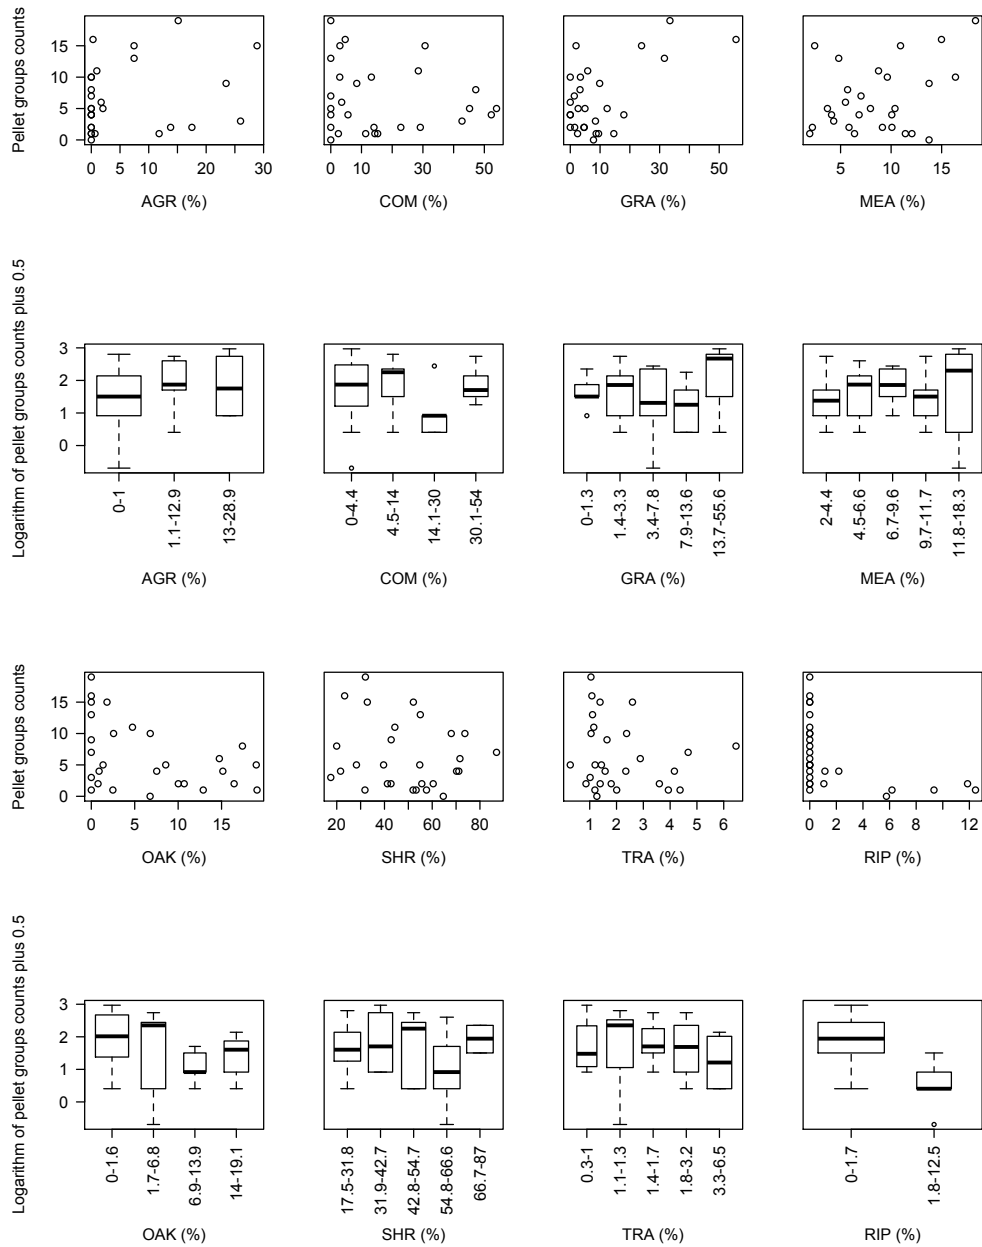 Pellet groups counts
15
10
5
0
0 5 10 15 20 30
AGR (%)
0 10 20 30 50
COM (%)
0 10 20 30 50
GRA (%)
5 10 15
MEA (%)
Logarithm of pellet groups counts plus 0.5
3
2
1
0
0-1
1.1-12.9
13-28.9
AGR (%)
0-4.4
4.5-14
14.1-30
30.1-54
COM (%)
0-1.3
1.4-3.3
3.4-7.8
7.9-13.6
13.7-55.6
GRA (%)
2-4.4
4.5-6.6
6.7-9.6
9.7-11.7
11.8-18.3
MEA (%)
Pellet groups counts
15
10
5
0
0 5 10 15
OAK (%)
20 40 60 80
SHR (%)
1 2 3 4 5 6
TRA (%)
0 2 4 6 8 12
RIP (%)
Logarithm of pellet groups counts plus 0.5
3
2
1
0
0-1.6
1.7-6.8
6.9-13.9
14-19.1
OAK (%)
17.5-31.8
31.9-42.7
42.8-54.7
54.8-66.6
66.7-87
SHR (%)
0.3-1
1.1-1.3
1.4-1.7
1.8-3.2
3.3-6.5
TRA (%)
0-1.7
1.8-12.5
RIP (%)